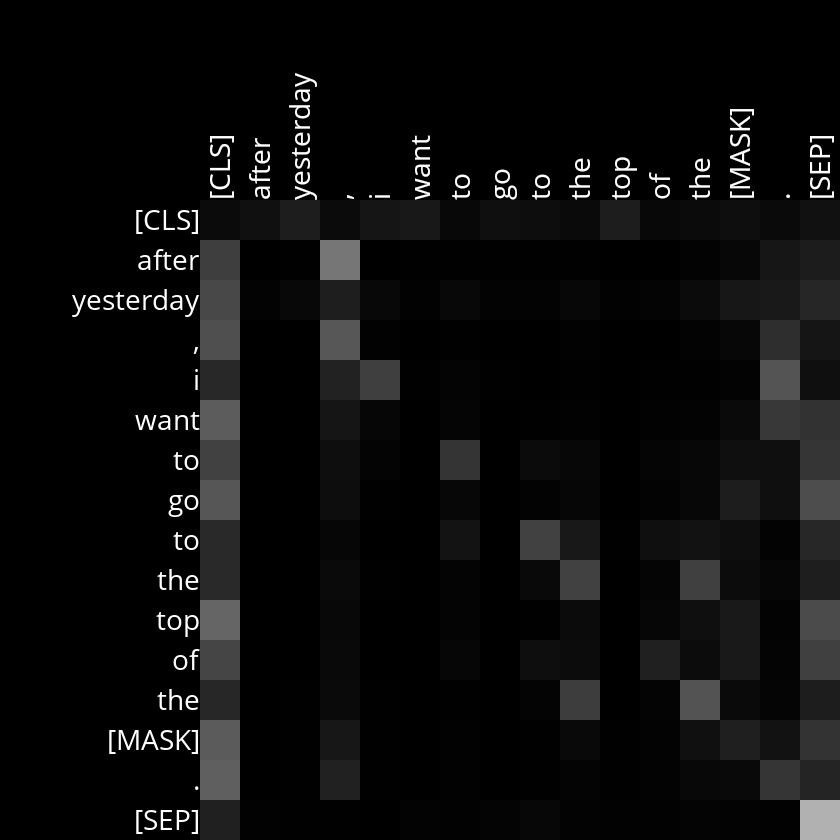 [CLS] after yesterday , i want to go to the top of the [MASK] . [SEP]
[CLS]
after
yesterday
,
i
want
to
go
to
the
top
of
the
[MASK]
.
[SEP]